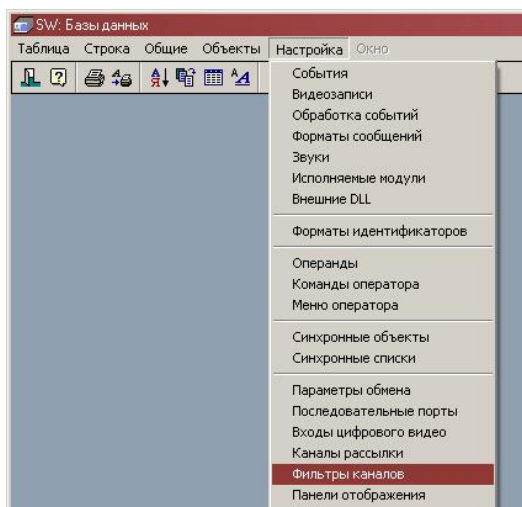 SW: Базы данных
Таблица Строка Общие Объекты Настройка Окно
События
Видеозаписи
Обработка событий
Форматы сообщений
Звуки
Исполняемые модули
Внешние DLL
Форматы идентификаторов
Операнды
Команды оператора
Меню оператора
Синхронные объекты
Синхронные списки
Параметры обмена
Последовательные порты
Входы цифрового видео
Каналы рассылки
Фильтры каналов
Панели отображения